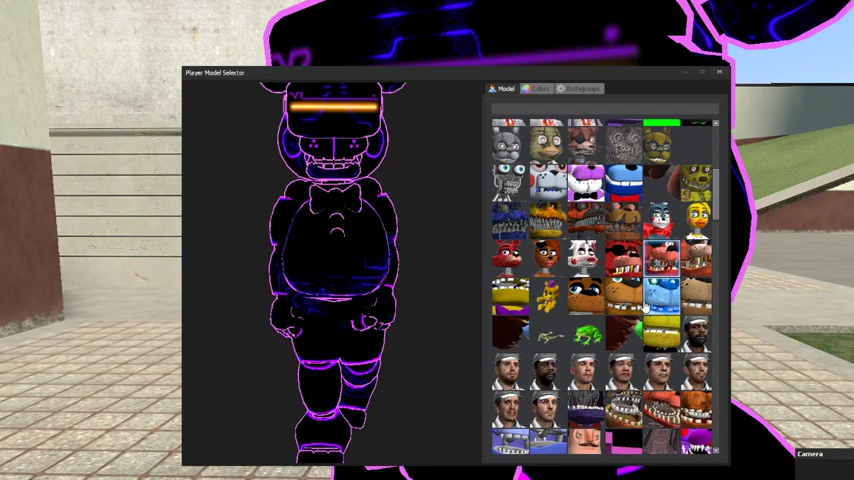 Player Model Selector
Model
Colors
Bodygroups
Camera